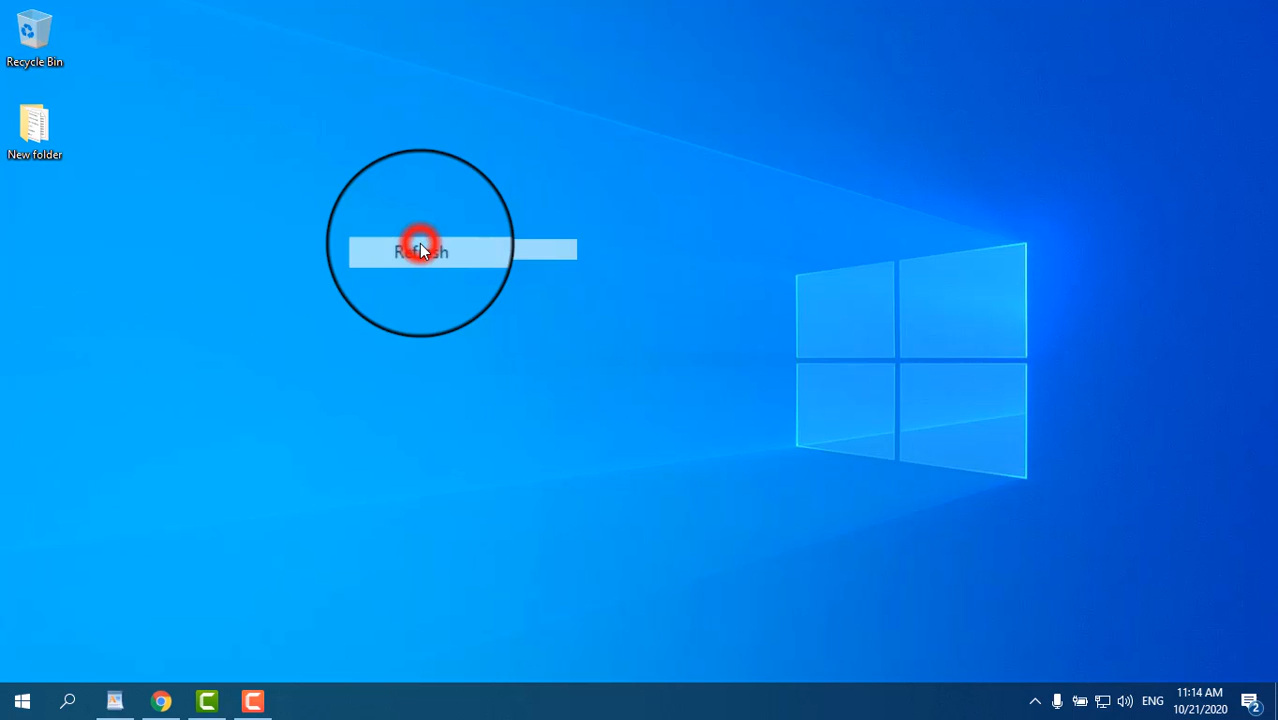 Recycle Bin
New folder
Refresh
ENG
11:14 AM
10/21/2020
2